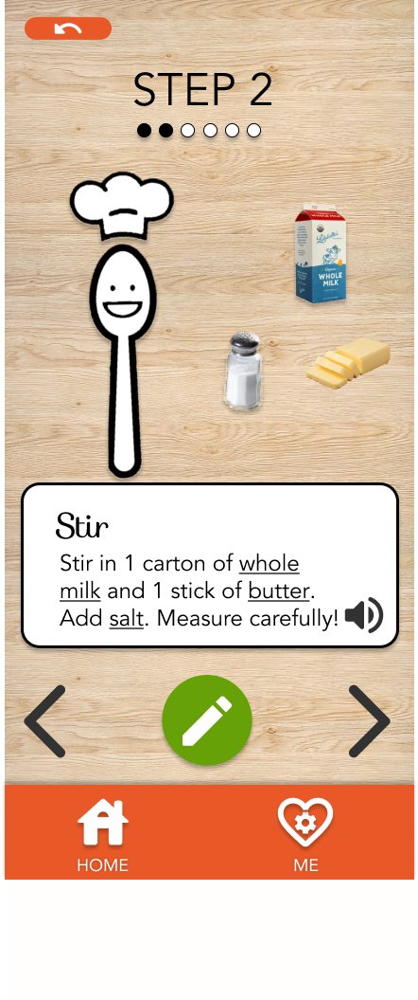 STEP 2
WHOLE
MILK
Stir
Stir in 1 carton of whole
milk and 1 stick of butter.
Add salt. Measure carefully!
HOME
ME